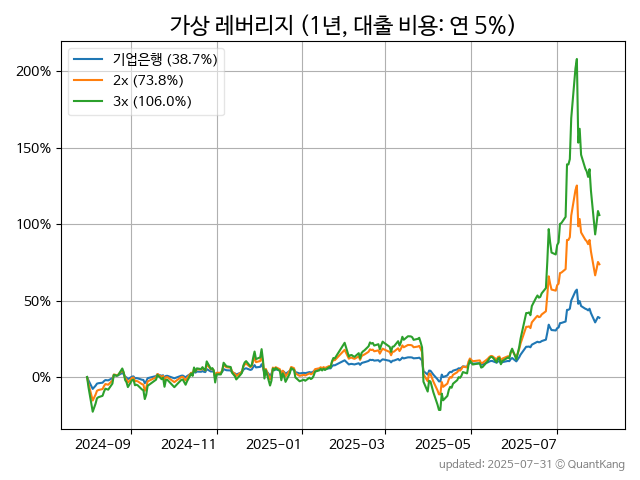 가상 레버리지 (1년, 대출 비용: 연 5%)
기업은행 (38.7%)
2x (73.8%)
3x (106.0%)
200%
150%
100%
50%
0%
2024-09 2024-11 2025-01 2025-03 2025-05 2025-07
updated: 2025-07-31 © QuantKang